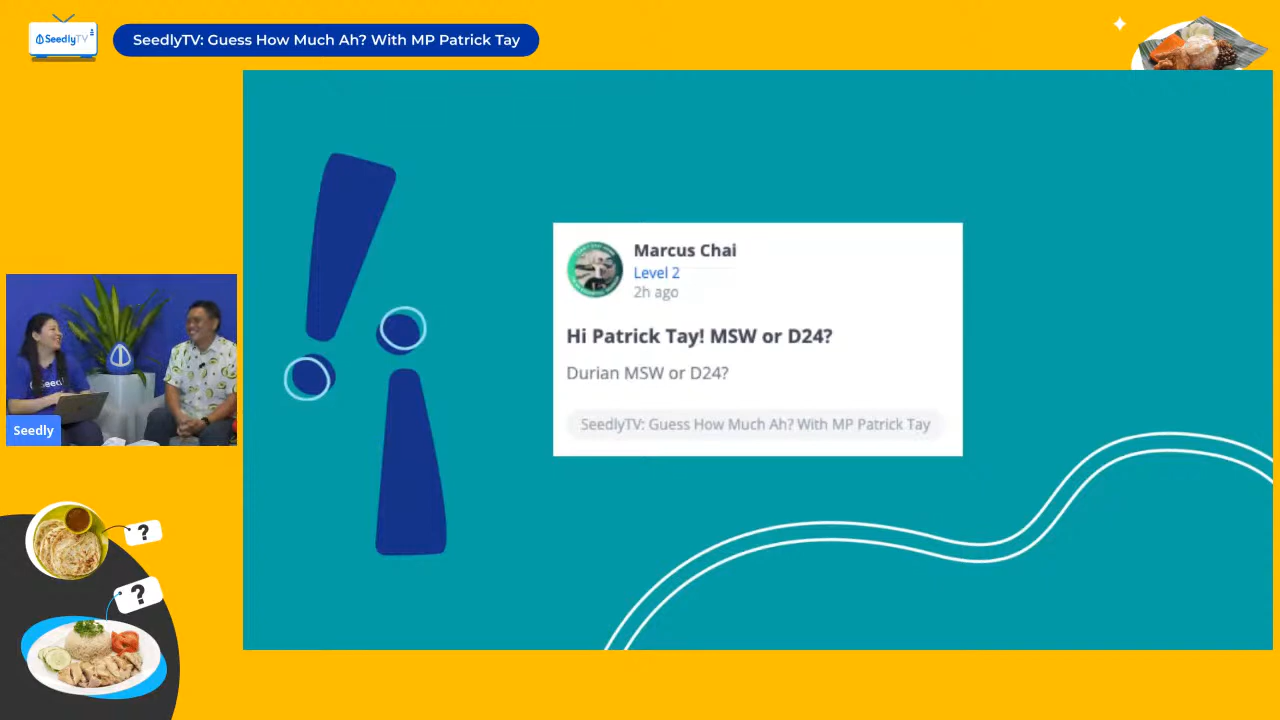 SeedlyTV
SeedlyTV: Guess How Much Ah? With MP Patrick Tay
Marcus Chai
Level 2
2h ago
Hi Patrick Tay! MSW or D24?
Durian MSW or D24?
SeedlyTV: Guess How Much Ah? With MP Patrick Tay
Seedly
?
?